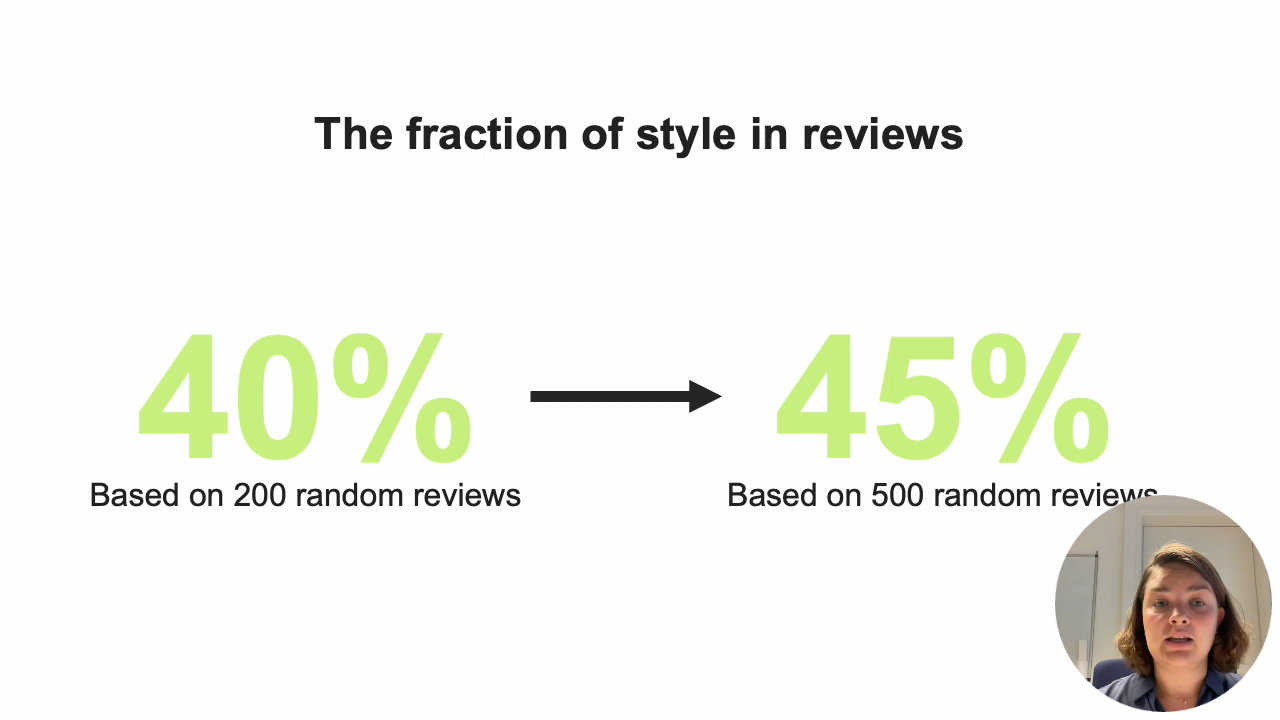 The fraction of style in reviews
40%
45%
Based on 200 random reviews
Based on 500 random reviews